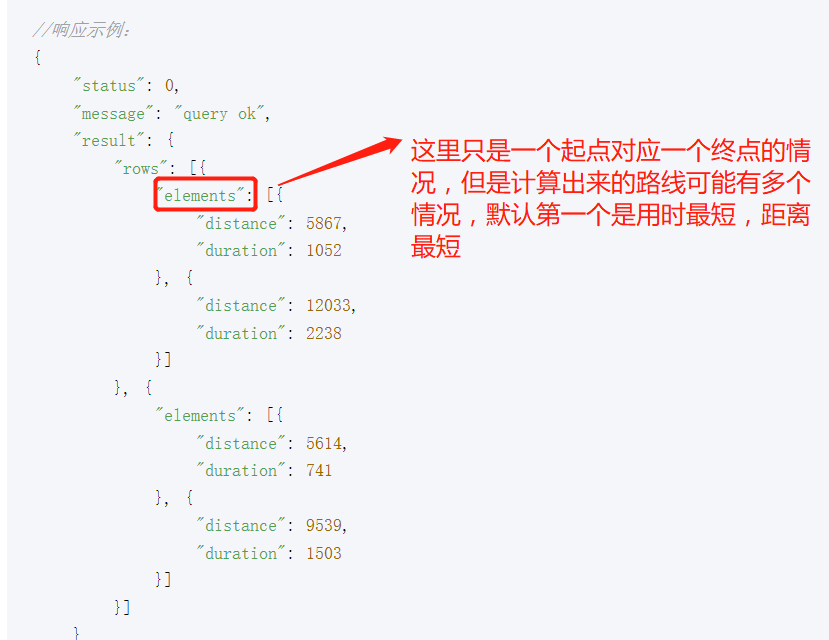 //响应示例：
{
"status": 0,
"message": "query ok",
"result": {
"rows": [{
"elements": [{
"distance": 5867,
"duration": 1052
}, {
"distance": 12033,
"duration": 2238
}]
}, {
"elements": [{
"distance": 5614,
"duration": 741
}, {
"distance": 9539,
"duration": 1503
}]
}]
}
这里只是一个起点对应一个终点的情
况，但是计算出来的路线可能有多个
情况，默认第一个是用时最短，距离
最短